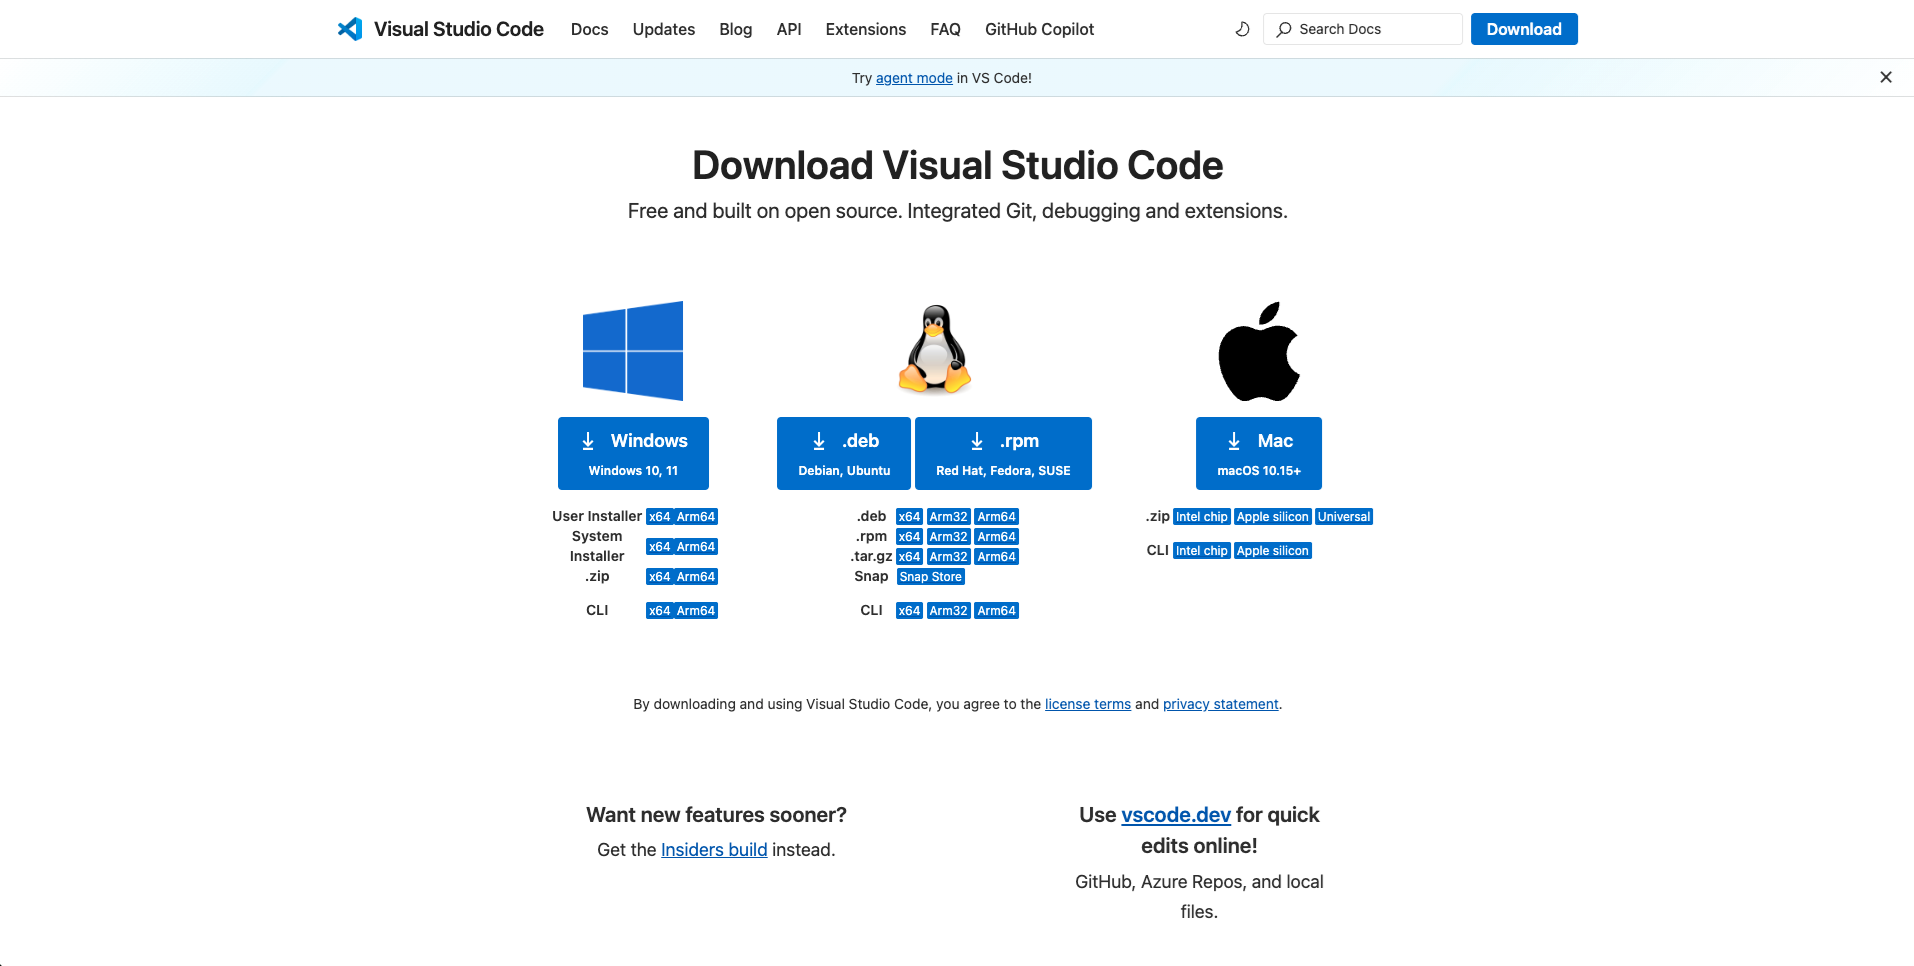 Visual Studio Code Docs Updates Blog API Extensions FAQ GitHub Copilot Search Docs Download
Try agent mode in VS Code!
Download Visual Studio Code
Free and built on open source. Integrated Git, debugging and extensions.
Windows
Windows 10, 11
User Installer x64 Arm64
System
Installer x64 Arm64
.zip x64 Arm64
CLI x64 Arm64
.deb
Debian, Ubuntu
.rpm
Red Hat, Fedora, SUSE
.deb x64 Arm32 Arm64
.rpm x64 Arm32 Arm64
.tar.gz x64 Arm32 Arm64
Snap Snap Store
CLI x64 Arm32 Arm64
Mac
macOS 10.15+
.zip Intel chip Apple silicon Universal
CLI Intel chip Apple silicon
By downloading and using Visual Studio Code, you agree to the license terms and privacy statement.
Want new features sooner?
Get the Insiders build instead.
Use vscode.dev for quick
edits online!
GitHub, Azure Repos, and local
files.